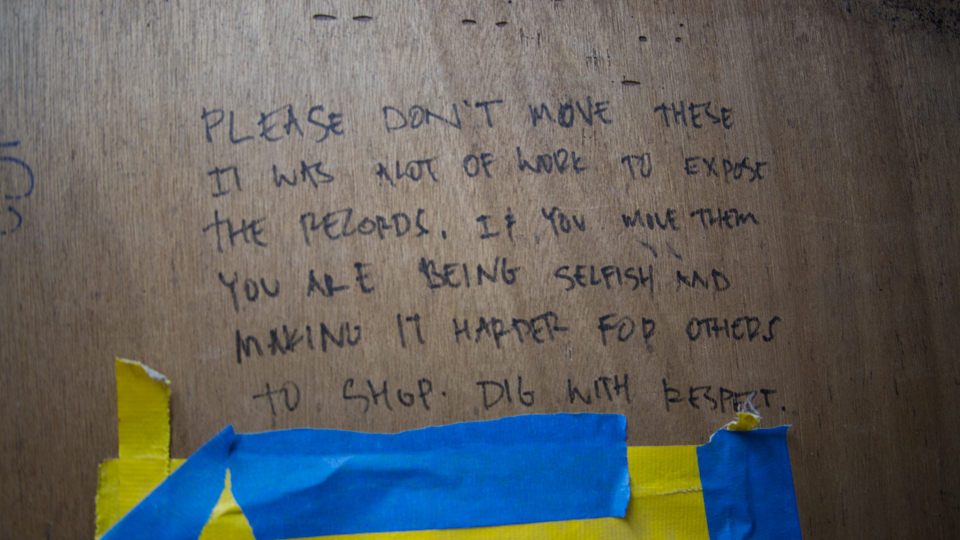 PLEASE DON'T MOVE THESE
IT WAS ALOT OF WORK TO EXPOSE
THE RECORDS. IF YOU MOVE THEM
YOU ARE BEING SELFISH AND
MAKING IT HARDER FOR OTHERS
TO SHOP. DIG WITH RESPECT.